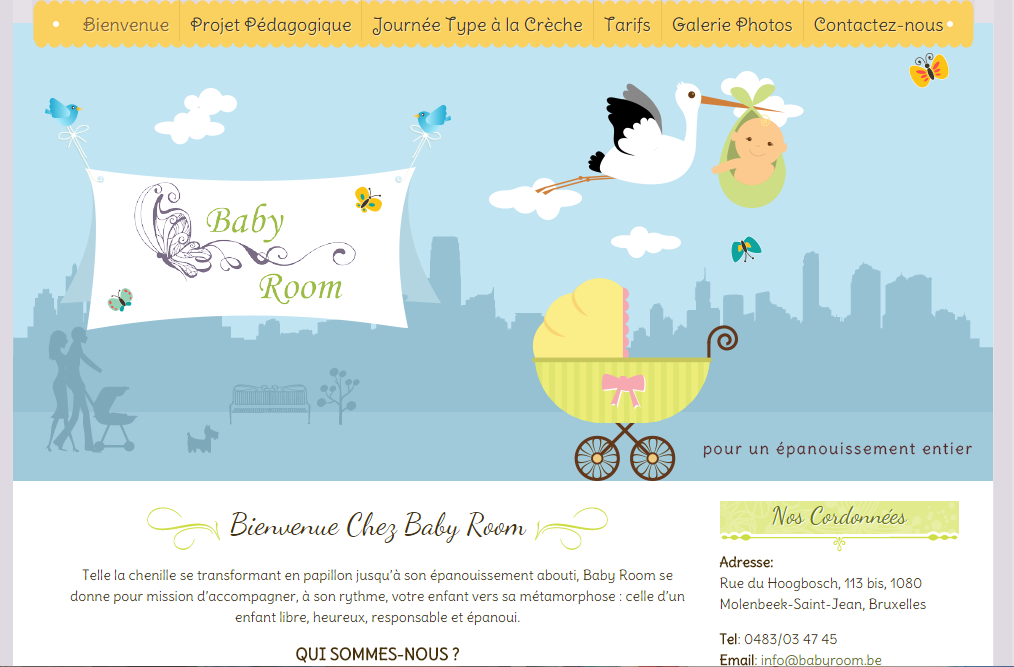 Bienvenue
Projet Pédagogique
Journée Type à la Crèche
Tarifs
Galerie Photos
Contactez-nous
Baby
Room
pour un épanouissement entier
Bienvenue Chez Baby Room
Telle la chenille se transformant en papillon jusqu'à son épanouissement abouti, Baby Room se
donne pour mission d'accompagner, à son rythme, votre enfant vers sa métamorphose : celle d'un
enfant libre, heureux, responsable et épanoui.
QUI SOMMES-NOUS ?
Nos Cordonnées
Adresse:
Rue du Hoogbosch, 113 bis, 1080
Molenbeek-Saint-Jean, Bruxelles
Tel: 0483/03 47 45
Email: info@babyroom.be